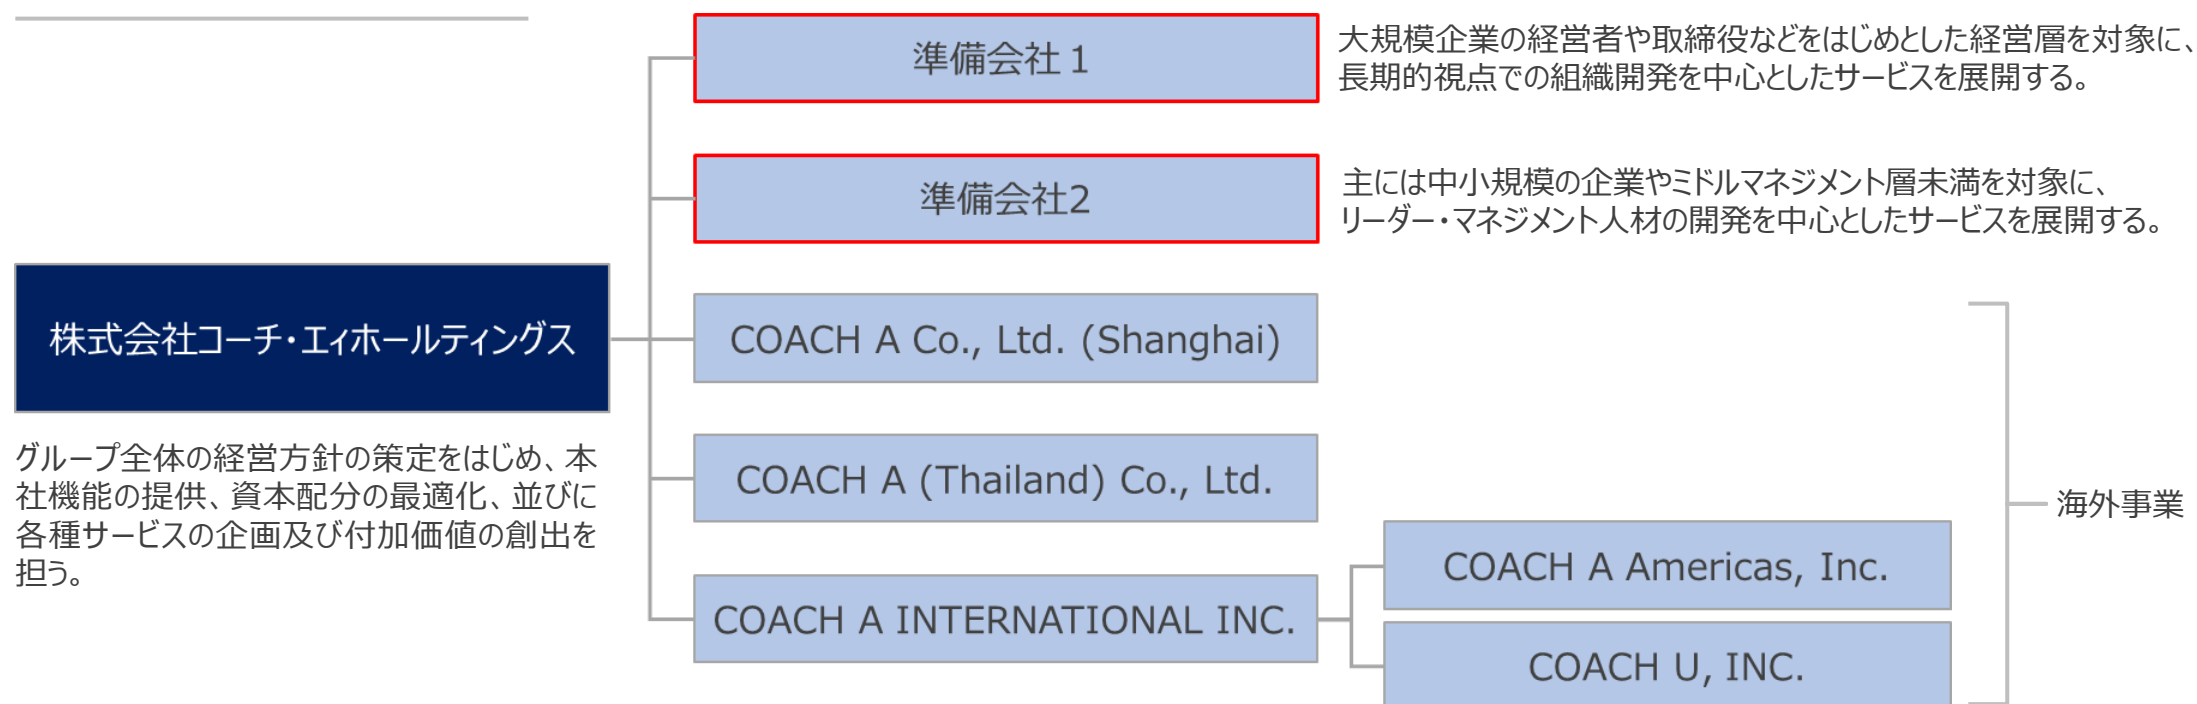 準備会社１
大規模企業の経営者や取締役などをはじめとした経営層を対象に、
長期的視点での組織開発を中心としたサービスを展開する。
準備会社2
主には中小規模の企業やミドルマネジメント層未満を対象に、
リーダー・マネジメント人材の開発を中心としたサービスを展開する。
株式会社コーチ・エィホールディングス
グループ全体の経営方針の策定をはじめ、本
社機能の提供、資本配分の最適化、並びに
各種サービスの企画及び付加価値の創出を
担う。
COACH A Co., Ltd. (Shanghai)
COACH A (Thailand) Co., Ltd.
COACH A INTERNATIONAL INC.
COACH A Americas, Inc.
COACH U, INC.
海外事業